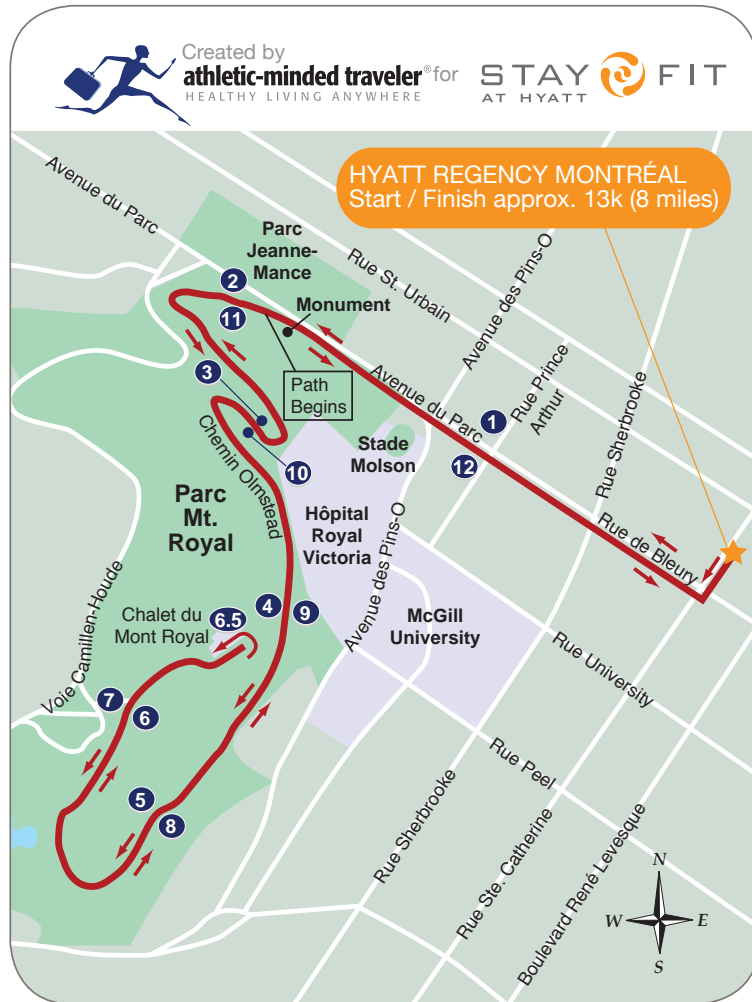 Created by
athletic-minded traveler® for
HEALTHY LIVING ANYWHERE
STAY FIT
AT HYATT
HYATT REGENCY MONTRÉAL
Start / Finish approx. 13k (8 miles)
Avenue du Parc
Parc
Jeanne-
Mance
Rue St. Urbain
Avenue des Pins-O
2
Monument
11
Path
Begins
3
Avenue du Parc
1
Rue Prince
Arthur
Rue Sherbrooke
Stade
Molson
12
10
Chemin Olmstead
Parc
Mt.
Royal
Hôpital
Royal
Victoria
Rue de Bleury
Avenue des Pins-O
4
9
McGill
University
Chalet du
Mont Royal
6.5
Voie Camillen-Houde
Rue University
7
6
Rue Peel
5
8
Rue Sherbrooke
Rue Ste. Catherine
Boulevard René Levesque
N
W E
S